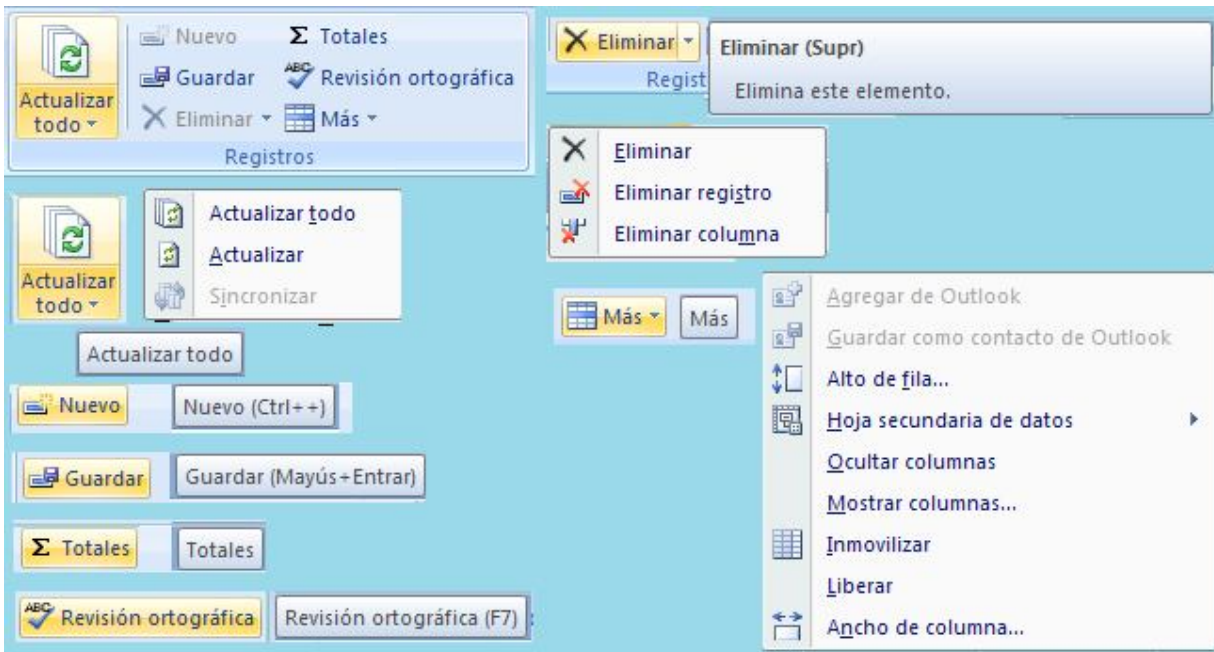 Actualizar
todo
Nuevo
Guardar
Eliminar
Σ Totales
ABC Revisión ortográfica
Más
Registros
Actualizar
todo
Actualizar todo
Actualizar
Sincronizar
Actualizar todo
Nuevo
Nuevo (Ctrl++)
Guardar
Guardar (Mayús+Entrar)
Σ Totales
Totales
ABC Revisión ortográfica
Revisión ortográfica (F7)
Eliminar
Regist
Eliminar (Supr)
Elimina este elemento.
Eliminar
Eliminar registro
Eliminar columna
Más
Más
Agregar de Outlook
Guardar como contacto de Outlook
Alto de fila...
Hoja secundaria de datos
Ocultar columnas
Mostrar columnas...
Inmovilizar
Liberar
Ancho de columna...